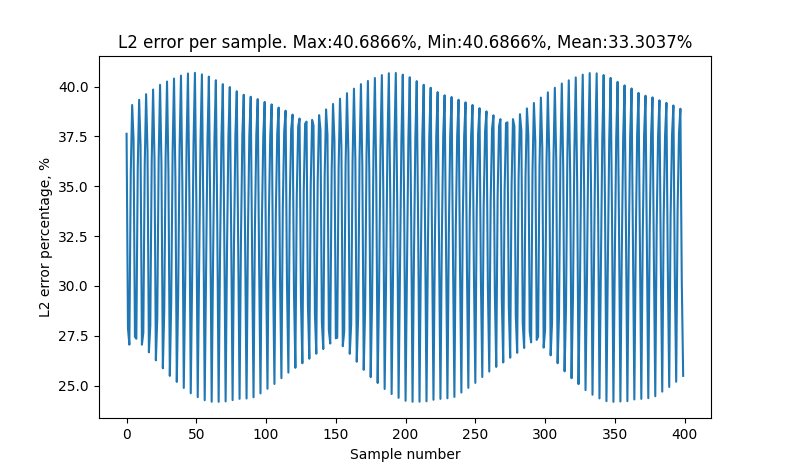 L2 error per sample. Max:40.6866%, Min:40.6866%, Mean:33.3037%
40.0
37.5
35.0
32.5
30.0
27.5
25.0
L2 error percentage, %
0 50 100 150 200 250 300 350 400
Sample number